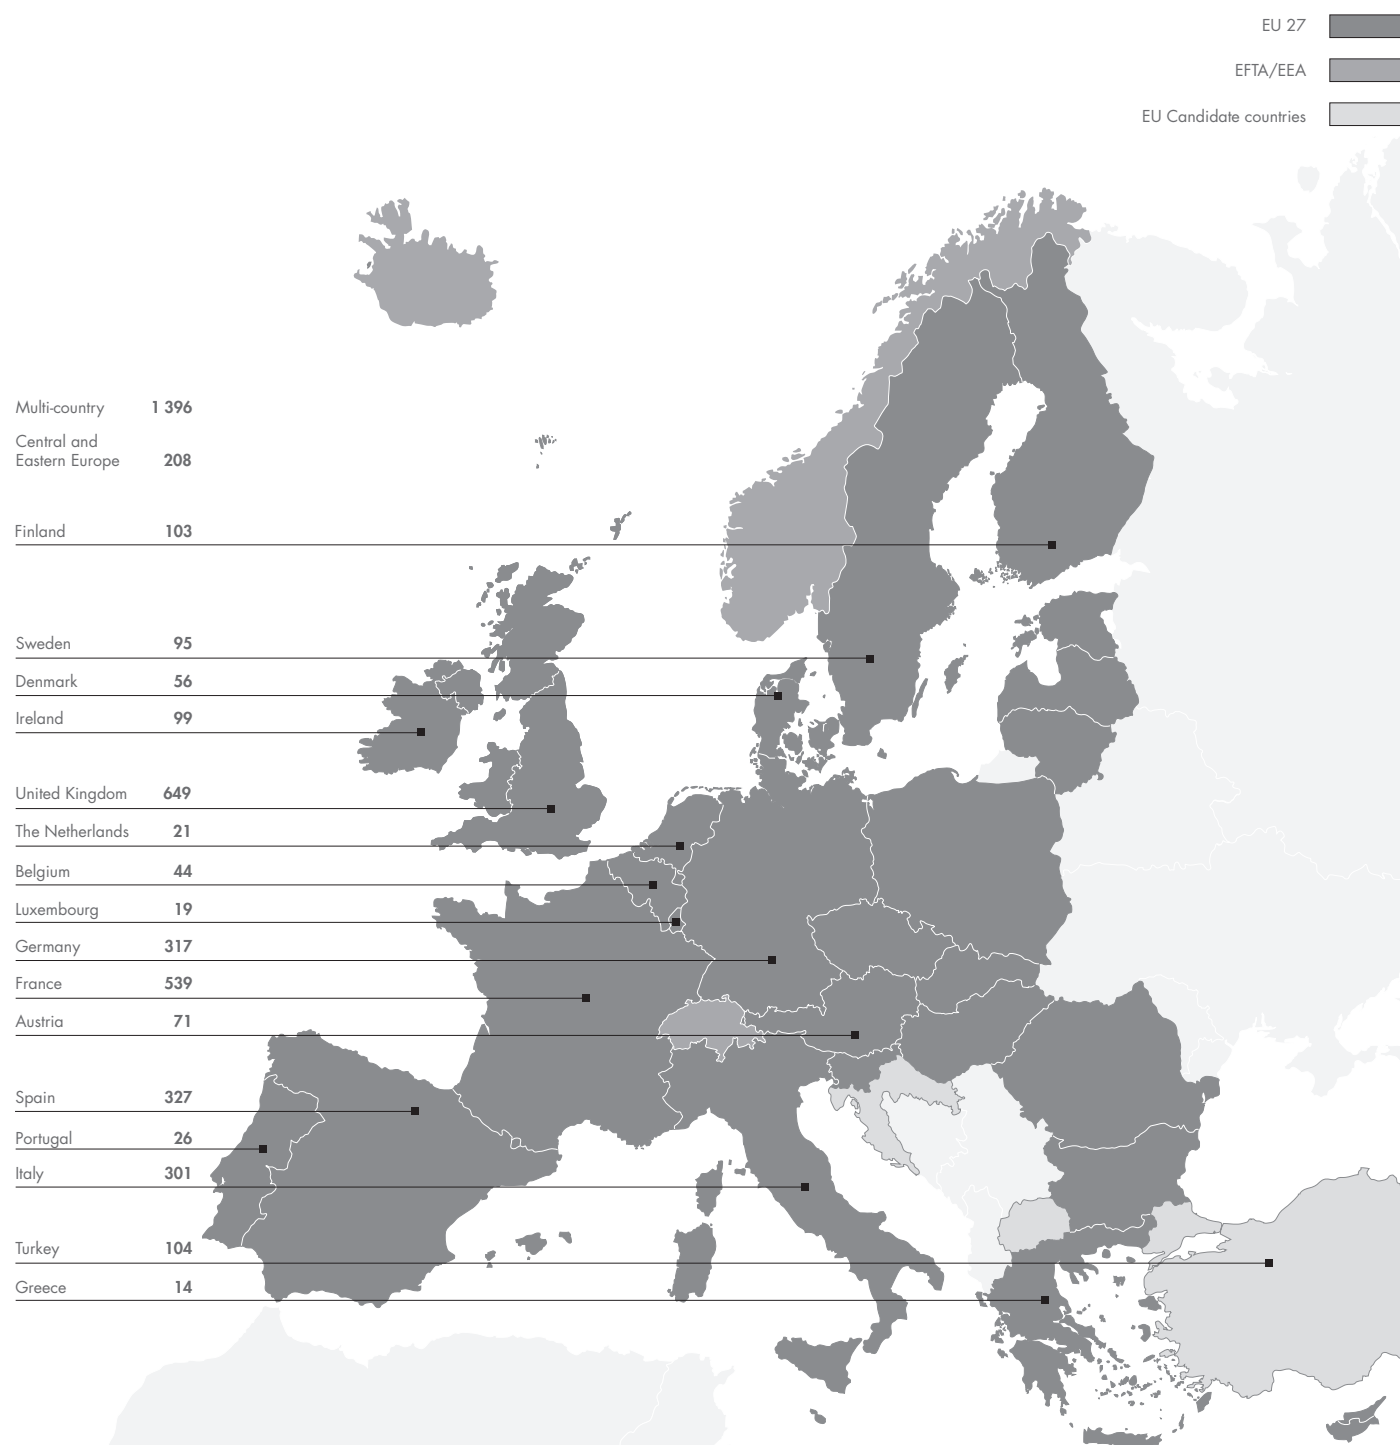 EU 27
EFTA/EEA
EU Candidate countries
Multi-country 1 396
Central and
Eastern Europe 208
Finland 103
Sweden 95
Denmark 56
Ireland 99
United Kingdom 649
The Netherlands 21
Belgium 44
Luxembourg 19
Germany 317
France 539
Austria 71
Spain 327
Portugal 26
Italy 301
Turkey 104
Greece 14